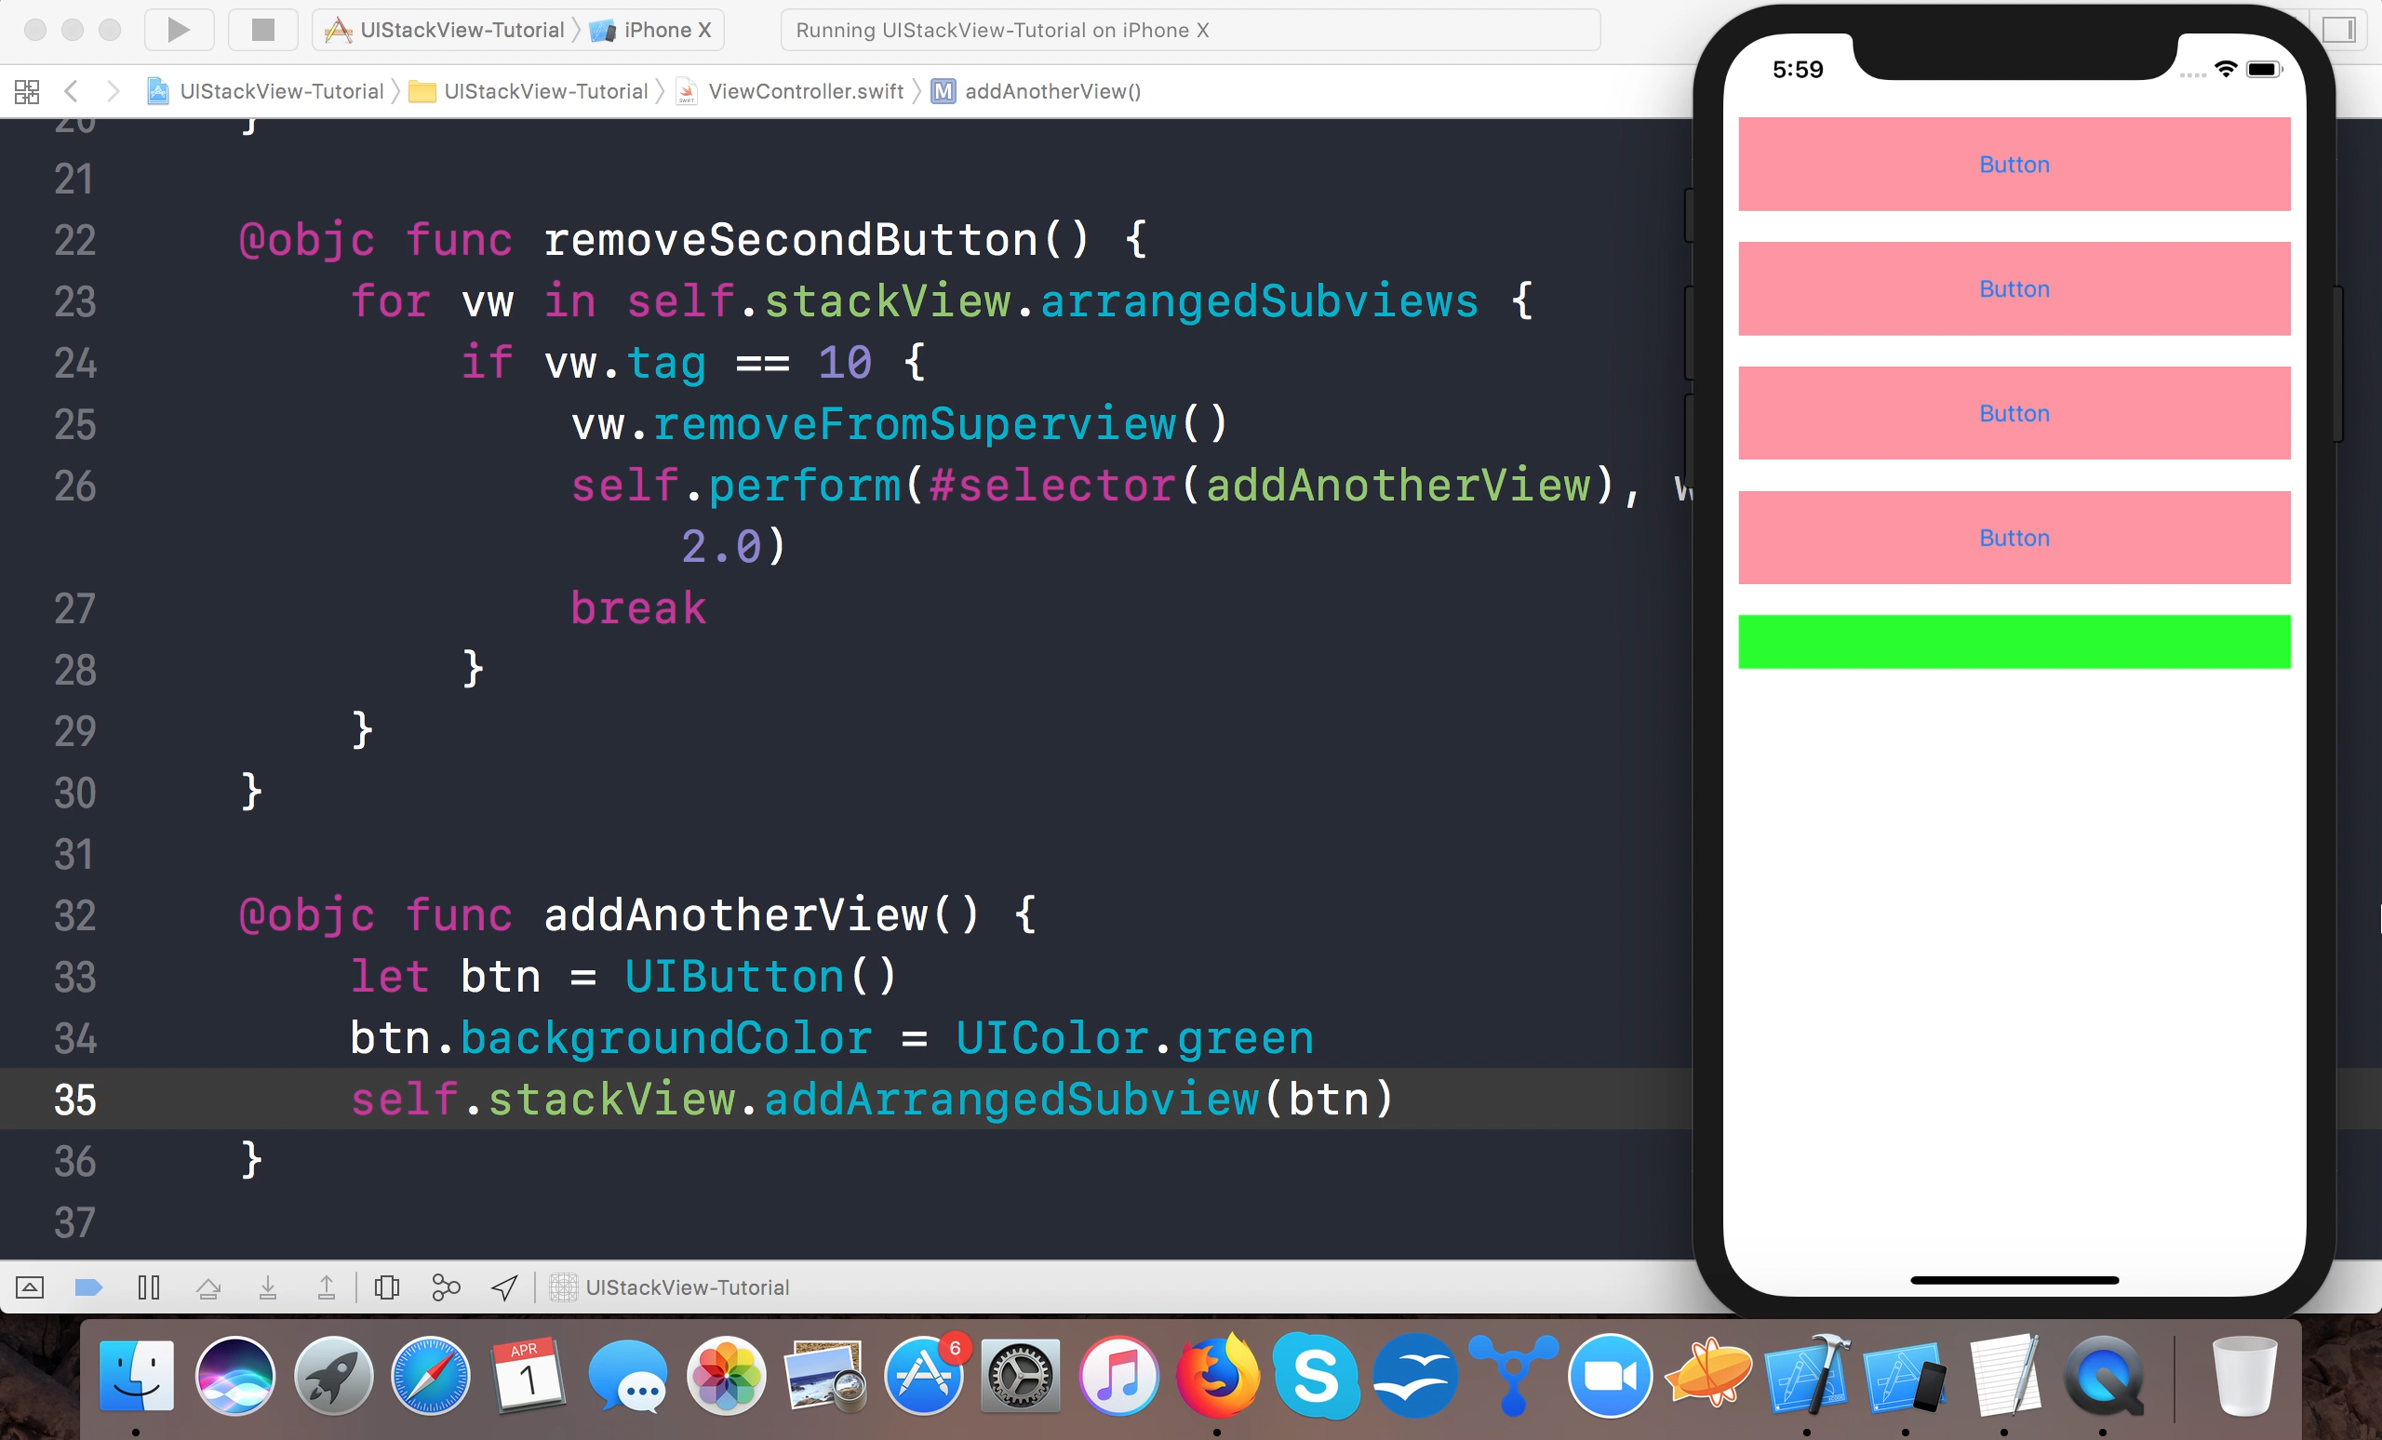 UIStackView-Tutorial 〉 iPhone X
Running UIStackView-Tutorial on iPhone X
UIStackView-Tutorial 〉 UIStackView-Tutorial 〉 ViewController.swift 〉 M addAnotherView()
20 }
21
22 @objc func removeSecondButton() {
23 for vw in self.stackView.arrangedSubviews {
24 if vw.tag == 10 {
25 vw.removeFromSuperview()
26 self.perform(#selector(addAnotherView), w
2.0)
27 break
28 }
29 }
30 }
31
32 @objc func addAnotherView() {
33 let btn = UIButton()
34 btn.backgroundColor = UIColor.green
35 self.stackView.addArrangedSubview(btn)
36 }
37
UIStackView-Tutorial
5:59
Button
Button
Button
Button
APR
1
6